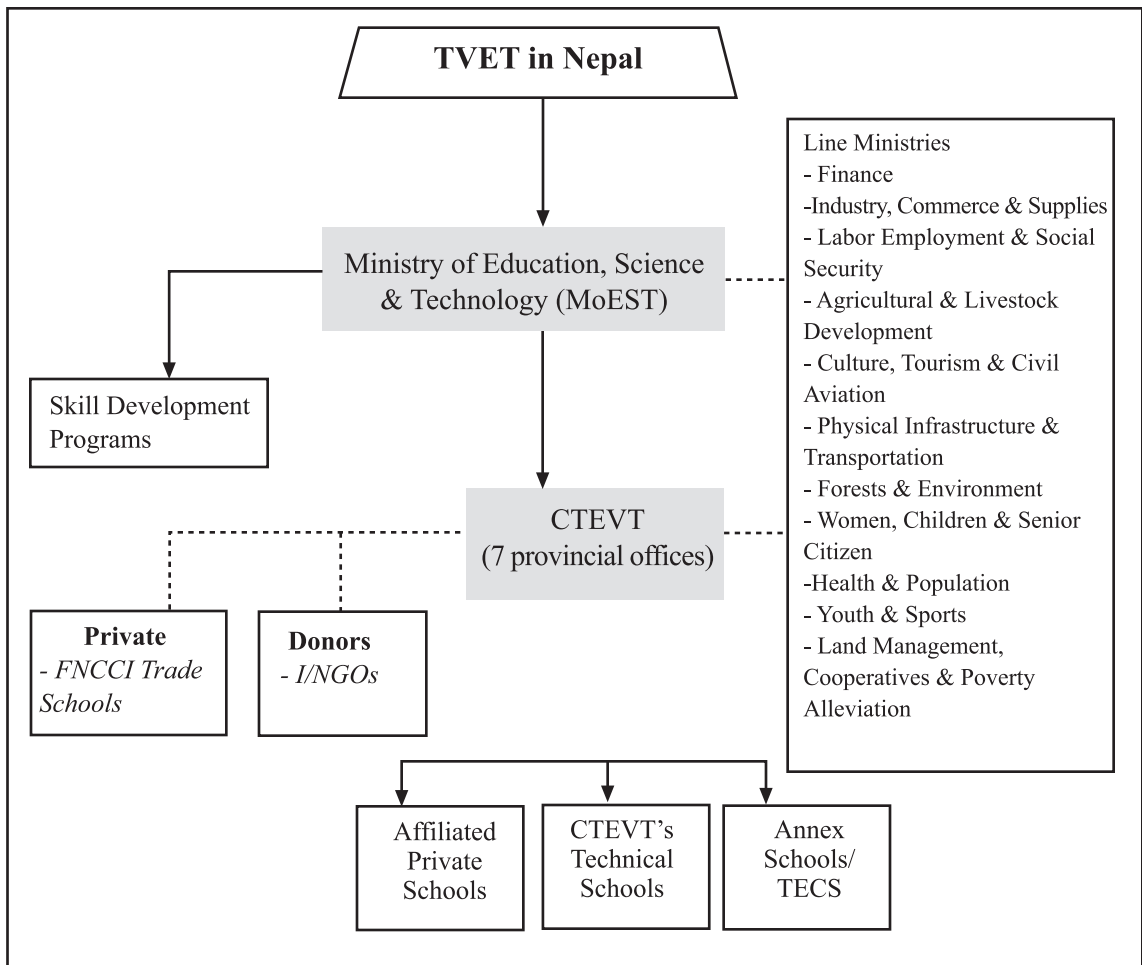 TVET in Nepal
Ministry of Education, Science
& Technology (MoEST)
Skill Development
Programs
CTEVT
(7 provincial offices)
Private
- FNCCI Trade
Schools
Donors
- I/NGOs
Line Ministries
- Finance
-Industry, Commerce & Supplies
- Labor Employment & Social
Security
- Agricultural & Livestock
Development
- Culture, Tourism & Civil
Aviation
- Physical Infrastructure &
Transportation
- Forests & Environment
- Women, Children & Senior
Citizen
-Health & Population
- Youth & Sports
- Land Management,
Cooperatives & Poverty
Alleviation
Affiliated
Private
Schools
CTEVT’s
Technical
Schools
Annex
Schools/
TECS